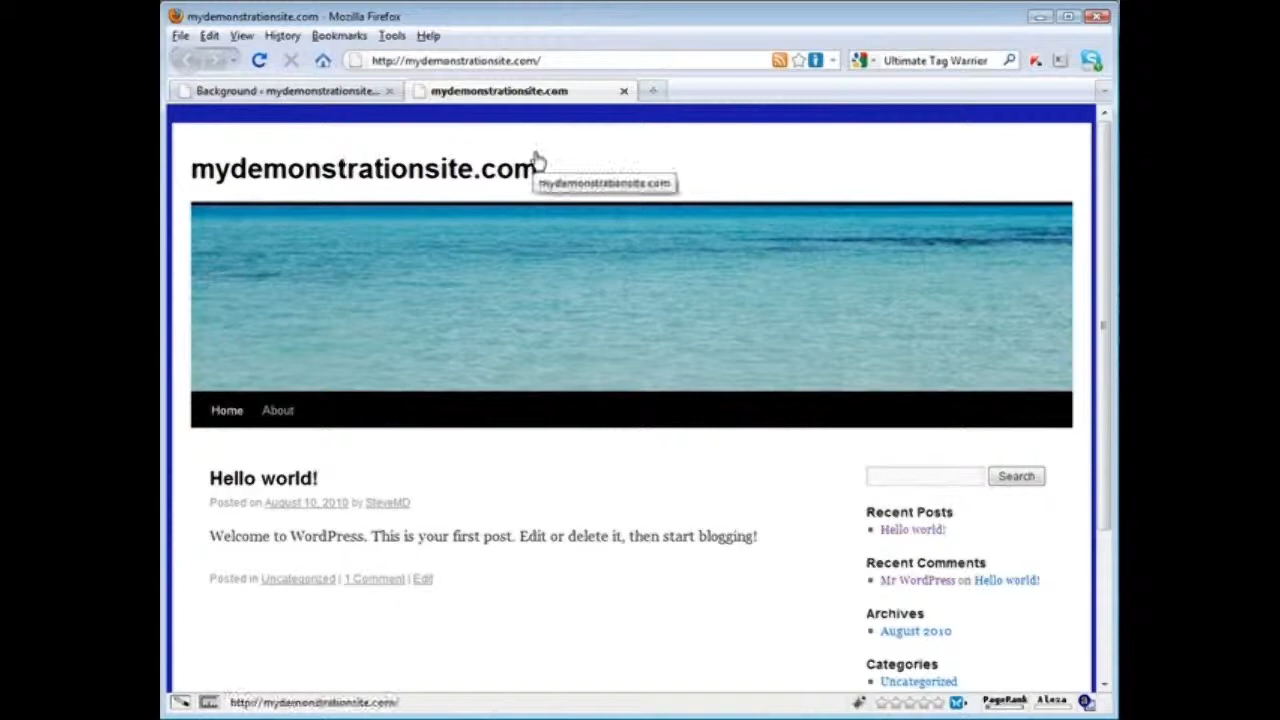 mydemonstrationsite.com - Mozilla Firefox
File Edit View History Bookmarks Tools Help
http://mydemonstrationsite.com/
Ultimate Tag Warrior
Background ‹ mydemonstrationsite...
mydemonstrationsite.com
mydemonstrationsite.com
mydemonstrationsite.com
Home About
Hello world!
Posted on August 10, 2010 by SteveMD
Welcome to WordPress. This is your first post. Edit or delete it, then start blogging!
Posted in Uncategorized | 1 Comment | Edit
Search
Recent Posts
Hello world!
Recent Comments
Mr WordPress on Hello world!
Archives
August 2010
Categories
Uncategorized
http://mydemonstrationsite.com/
PageRank Alexa